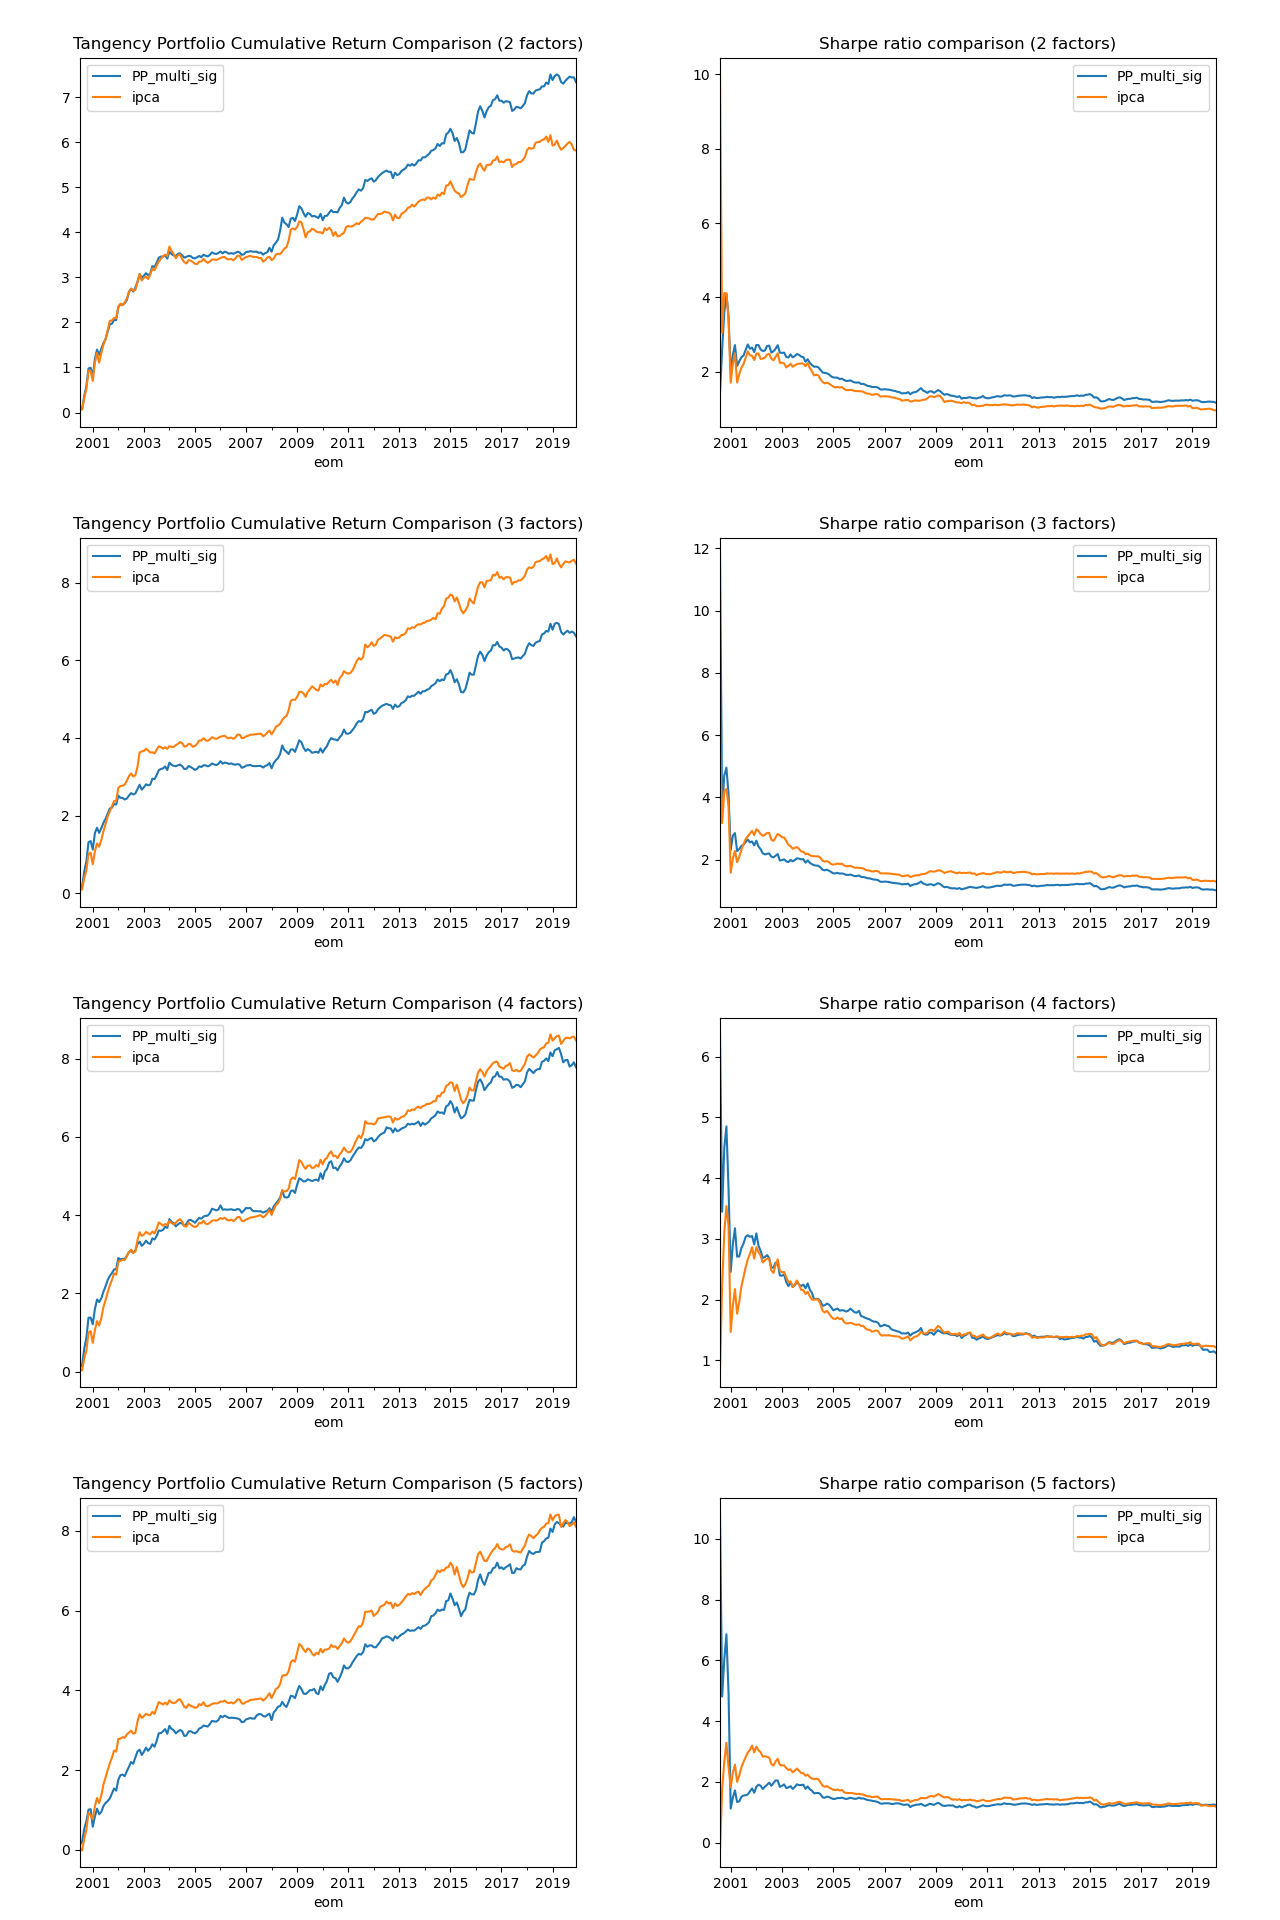 Tangency Portfolio Cumulative Return Comparison (2 factors)
PP_multi_sig
ipca
7
6
5
4
3
2
1
0
2001 2003 2005 2007 2009 2011 2013 2015 2017 2019
eom
Sharpe ratio comparison (2 factors)
PP_multi_sig
ipca
10
8
6
4
2
2001 2003 2005 2007 2009 2011 2013 2015 2017 2019
eom
Tangency Portfolio Cumulative Return Comparison (3 factors)
PP_multi_sig
ipca
8
6
4
2
0
2001 2003 2005 2007 2009 2011 2013 2015 2017 2019
eom
Sharpe ratio comparison (3 factors)
PP_multi_sig
ipca
12
10
8
6
4
2
2001 2003 2005 2007 2009 2011 2013 2015 2017 2019
eom
Tangency Portfolio Cumulative Return Comparison (4 factors)
PP_multi_sig
ipca
8
6
4
2
0
2001 2003 2005 2007 2009 2011 2013 2015 2017 2019
eom
Sharpe ratio comparison (4 factors)
PP_multi_sig
ipca
6
5
4
3
2
1
2001 2003 2005 2007 2009 2011 2013 2015 2017 2019
eom
Tangency Portfolio Cumulative Return Comparison (5 factors)
PP_multi_sig
ipca
8
6
4
2
0
2001 2003 2005 2007 2009 2011 2013 2015 2017 2019
eom
Sharpe ratio comparison (5 factors)
PP_multi_sig
ipca
10
8
6
4
2
0
2001 2003 2005 2007 2009 2011 2013 2015 2017 2019
eom